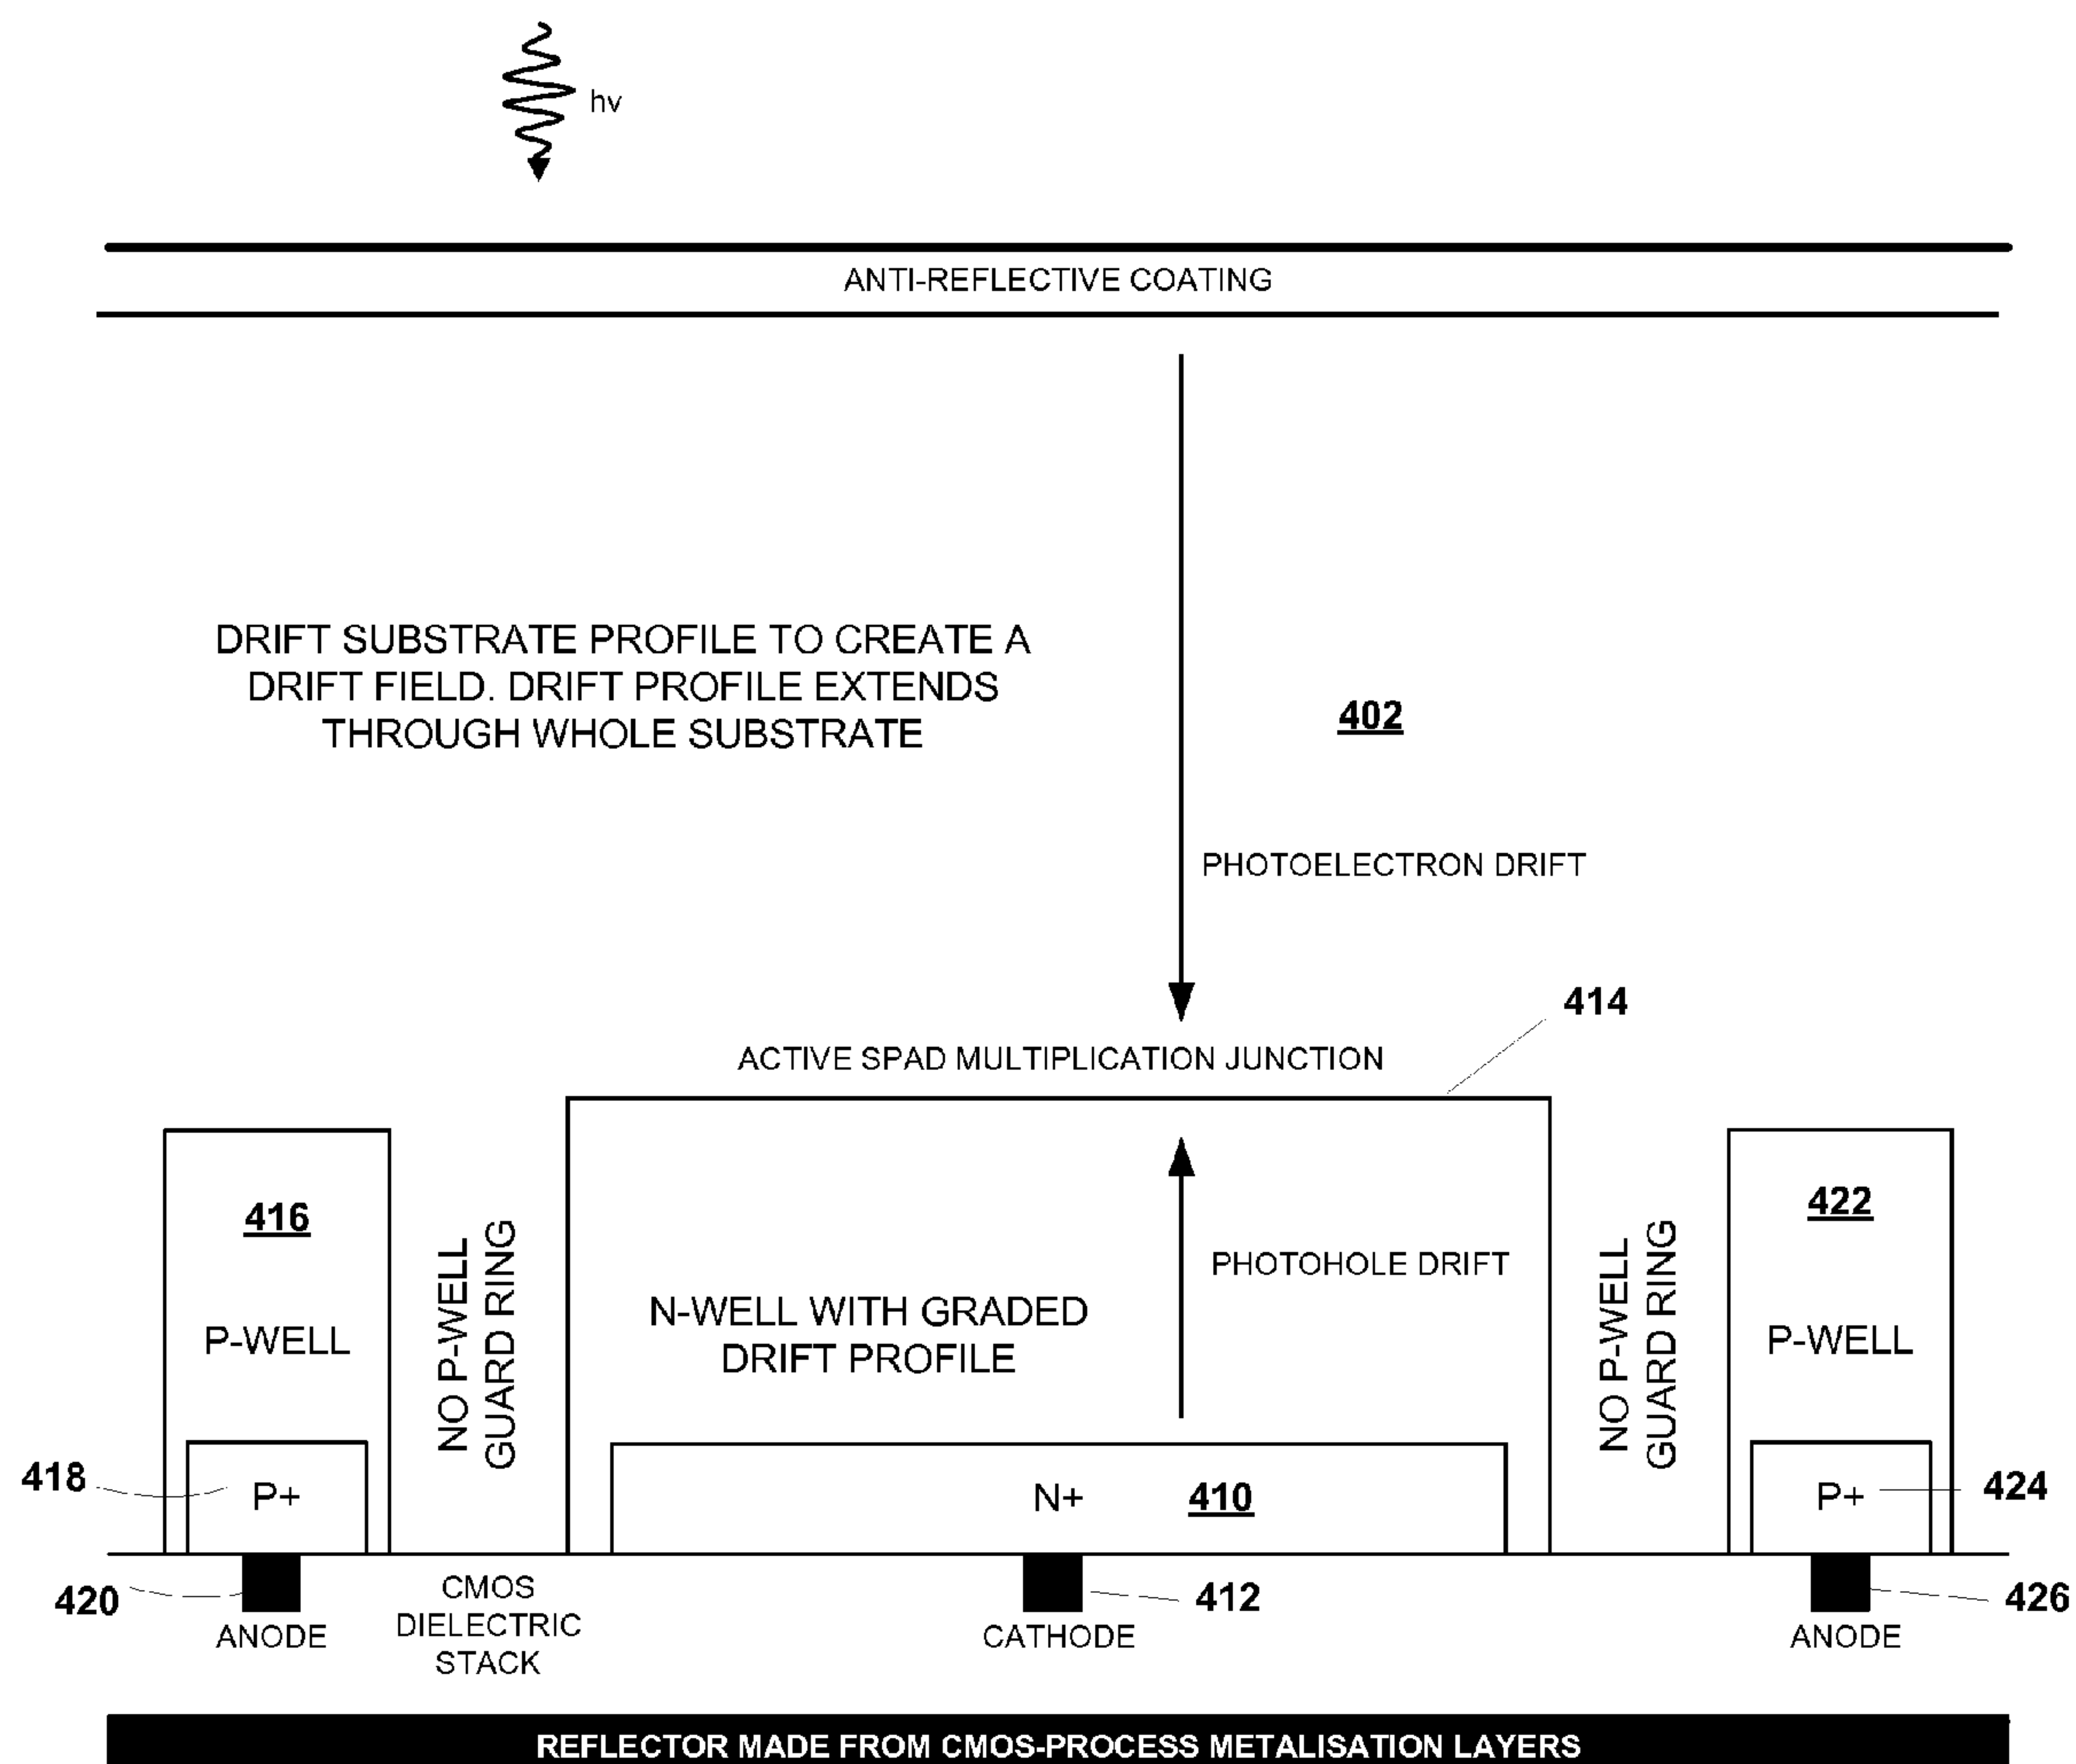 hv
ANTI-REFLECTIVE COATING
DRIFT SUBSTRATE PROFILE TO CREATE A
DRIFT FIELD. DRIFT PROFILE EXTENDS
THROUGH WHOLE SUBSTRATE
402
PHOTOELECTRON DRIFT
414
ACTIVE SPAD MULTIPLICATION JUNCTION
416
P-WELL
NO P-WELL
GUARD RING
PHOTOHOLE DRIFT
N-WELL WITH GRADED
DRIFT PROFILE
NO P-WELL
GUARD RING
422
P-WELL
418
P+
N+
410
P+
424
420
ANODE
CMOS
DIELECTRIC
STACK
412
CATHODE
426
ANODE
REFLECTOR MADE FROM CMOS-PROCESS METALISATION LAYERS